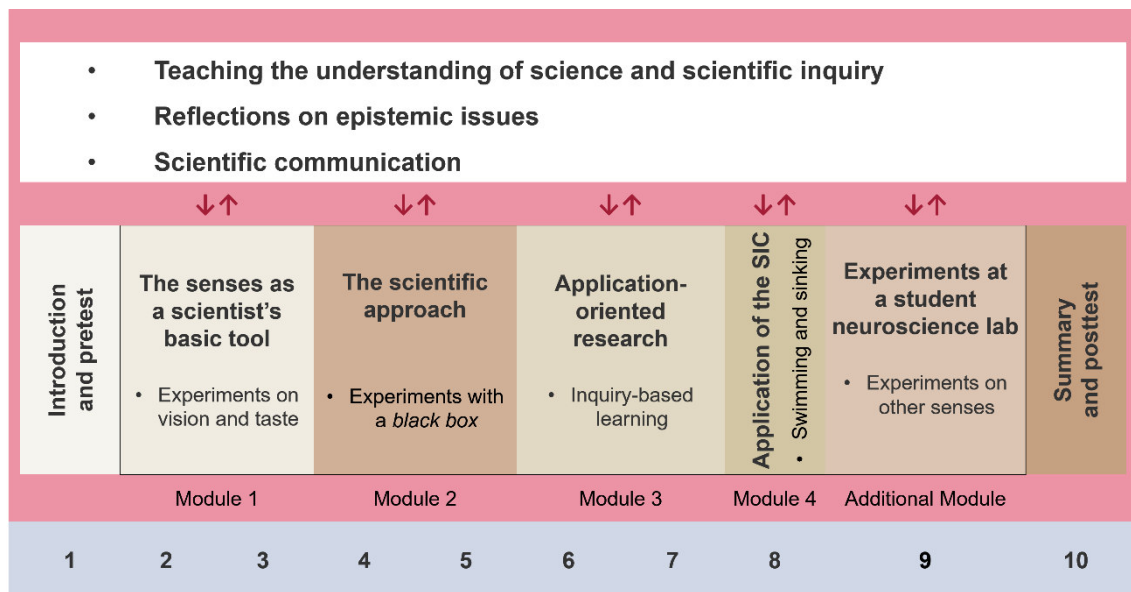 • Teaching the understanding of science and scientific inquiry
• Reflections on epistemic issues
• Scientific communication
↓↑ ↓↑ ↓↑ ↓↑ ↓↑
Introduction
and pretest
The senses as
a scientist's
basic tool
• Experiments on
vision and taste
The scientific
approach
• Experiments with
a black box
Application-
oriented
research
• Inquiry-based
learning
Application of the SIC
• Swimming and sinking
Experiments at
a student
neuroscience lab
• Experiments on
other senses
Summary
and posttest
Module 1 Module 2 Module 3 Module 4 Additional Module
1 2 3 4 5 6 7 8 9 10